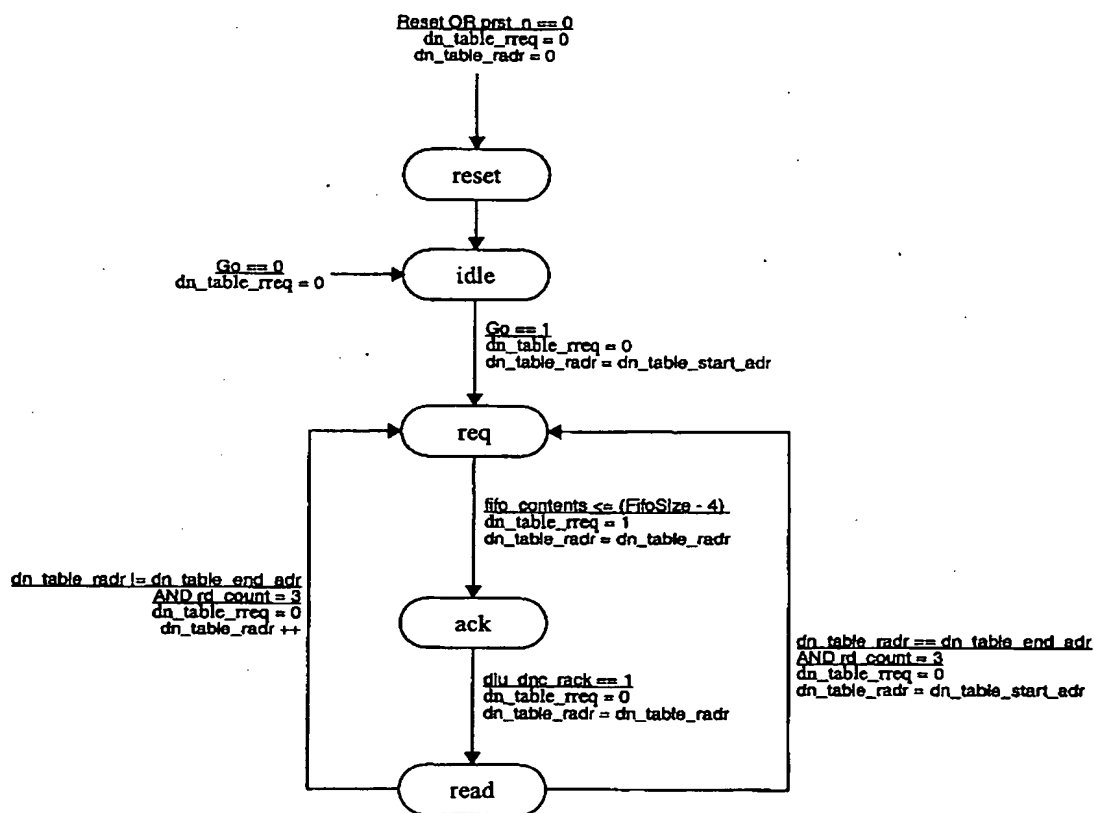 Reset OR prst_n == 0
dn_table_rreq = 0
dn_table_radr = 0
reset
Go == 0
dn_table_rreq = 0
idle
Go == 1
dn_table_rreq = 0
dn_table_radr = dn_table_start_adr
req
fifo_contents <= (FifoSize - 4)
dn_table_rreq = 1
dn_table_radr = dn_table_radr
dn_table_radr != dn_table_end_adr
AND rd_count = 3
dn_table_rreq = 0
dn_table_radr ++
ack
dn_table_radr == dn_table_end_adr
AND rd_count = 3
dn_table_rreq = 0
dn_table_radr = dn_table_start_adr
diu_dnc_rack == 1
dn_table_rreq = 0
dn_table_radr = dn_table_radr
read